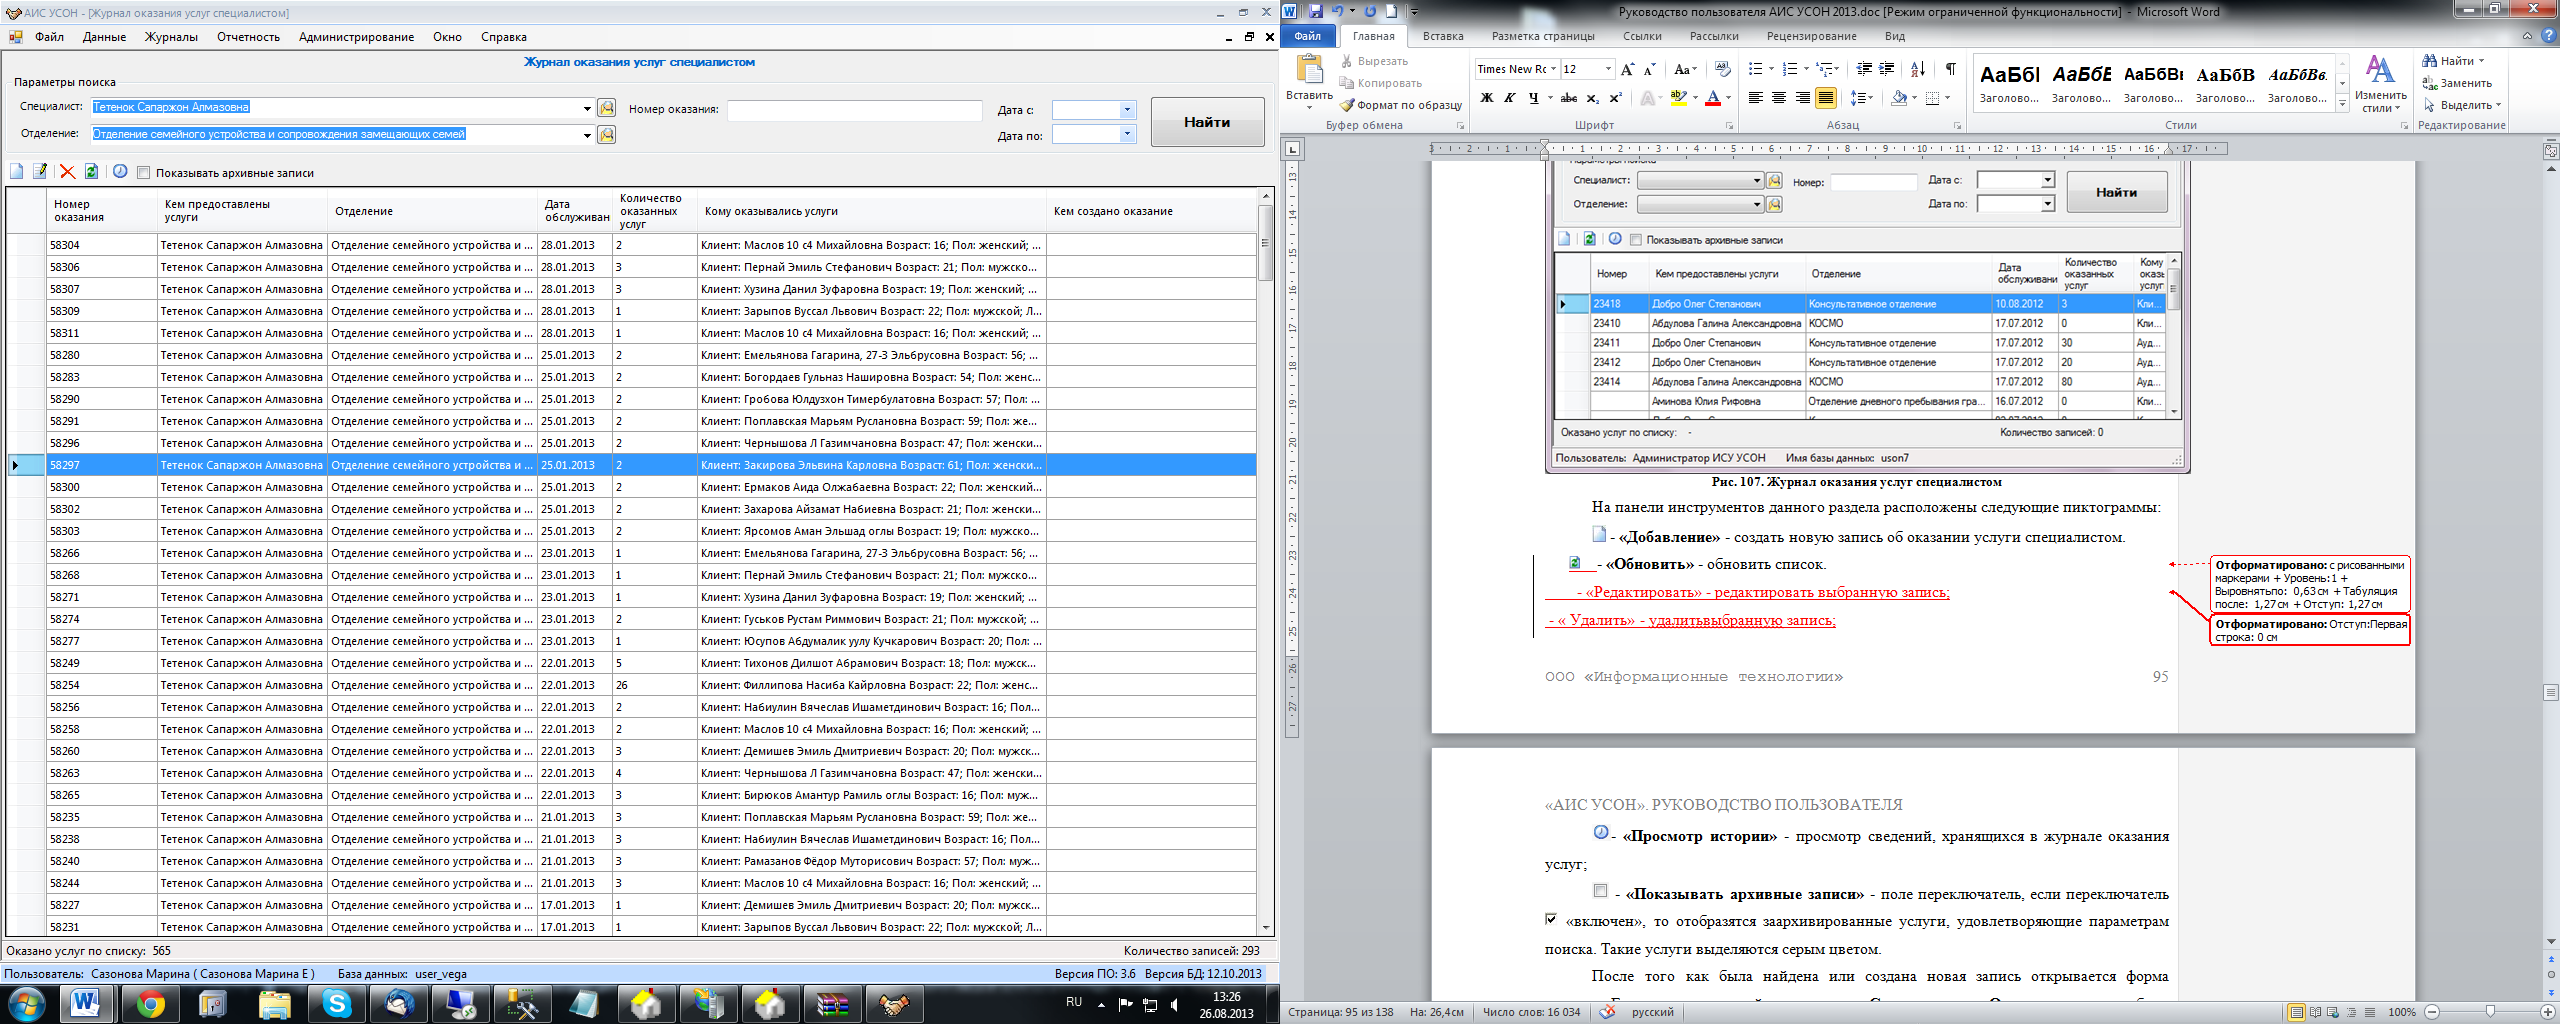 АИС УСОН - [Журнал оказания услуг специалистом]
Файл Данные Журналы Отчетность Администрирование Окно Справка
Журнал оказания услуг специалистом
Параметры поиска
Специалист: Тетенок Сапаржон Алмазовна Номер оказания: Дата с: Найти
Отделение: Отделение семейного устройства и сопровождения замещающих семей Дата по:
Показывать архивные записи
Номер оказания Кем предоставлены услуги Отделение Дата обслуживан Количество оказанных услуг Кому оказывались услуги Кем создано оказание
58304 Тетенок Сапаржон Алмазовна Отделение семейного устройства и ... 28.01.2013 2 Клиент: Маслов 10 с4 Михайловна Возраст: 16; Пол: женский; ...
58306 Тетенок Сапаржон Алмазовна Отделение семейного устройства и ... 28.01.2013 3 Клиент: Пернай Эмиль Стефанович Возраст: 21; Пол: мужско...
58307 Тетенок Сапаржон Алмазовна Отделение семейного устройства и ... 28.01.2013 3 Клиент: Хузина Данил Зуфаровна Возраст: 19; Пол: женский; ...
58309 Тетенок Сапаржон Алмазовна Отделение семейного устройства и ... 28.01.2013 1 Клиент: Зарыпов Вуссал Львович Возраст: 22; Пол: мужской; Л...
58311 Тетенок Сапаржон Алмазовна Отделение семейного устройства и ... 28.01.2013 1 Клиент: Маслов 10 с4 Михайловна Возраст: 16; Пол: женский; ...
58280 Тетенок Сапаржон Алмазовна Отделение семейного устройства и ... 25.01.2013 2 Клиент: Емельянова Гагарина, 27-3 Эльбрусовна Возраст: 56; ...
58283 Тетенок Сапаржон Алмазовна Отделение семейного устройства и ... 25.01.2013 2 Клиент: Богордаев Гульназ Нашировна Возраст: 54; Пол: женс...
58290 Тетенок Сапаржон Алмазовна Отделение семейного устройства и ... 25.01.2013 2 Клиент: Гробова Юлдузхон Тимербулатовна Возраст: 57; Пол: ...
58291 Тетенок Сапаржон Алмазовна Отделение семейного устройства и ... 25.01.2013 2 Клиент: Поплавская Марьям Руслановна Возраст: 59; Пол: же...
58296 Тетенок Сапаржон Алмазовна Отделение семейного устройства и ... 25.01.2013 2 Клиент: Чернышова Л Газимчановна Возраст: 47; Пол: женски...
58297 Тетенок Сапаржон Алмазовна Отделение семейного устройства и ... 25.01.2013 2 Клиент: Закирова Эльвина Карловна Возраст: 61; Пол: женски...
58300 Тетенок Сапаржон Алмазовна Отделение семейного устройства и ... 25.01.2013 2 Клиент: Ермаков Аида Олжабаевна Возраст: 22; Пол: женский...
58302 Тетенок Сапаржон Алмазовна Отделение семейного устройства и ... 25.01.2013 2 Клиент: Захарова Айзамат Набиевна Возраст: 21; Пол: женски...
58303 Тетенок Сапаржон Алмазовна Отделение семейного устройства и ... 25.01.2013 2 Клиент: Ярсомов Аман Эльшад оглы Возраст: 19; Пол: мужско...
58266 Тетенок Сапаржон Алмазовна Отделение семейного устройства и ... 23.01.2013 1 Клиент: Емельянова Гагарина, 27-3 Эльбрусовна Возраст: 56; ...
58268 Тетенок Сапаржон Алмазовна Отделение семейного устройства и ... 23.01.2013 1 Клиент: Пернай Эмиль Стефанович Возраст: 21; Пол: мужско...
58271 Тетенок Сапаржон Алмазовна Отделение семейного устройства и ... 23.01.2013 1 Клиент: Хузина Данил Зуфаровна Возраст: 19; Пол: женский; ...
58274 Тетенок Сапаржон Алмазовна Отделение семейного устройства и ... 23.01.2013 2 Клиент: Гуськов Рустам Риммович Возраст: 21; Пол: мужской; ...
58277 Тетенок Сапаржон Алмазовна Отделение семейного устройства и ... 23.01.2013 1 Клиент: Юсупов Абдумалик уулу Кучкарович Возраст: 20; Пол: ...
58249 Тетенок Сапаржон Алмазовна Отделение семейного устройства и ... 22.01.2013 5 Клиент: Тихонов Дилшот Абрамович Возраст: 18; Пол: мужск...
58254 Тетенок Сапаржон Алмазовна Отделение семейного устройства и ... 22.01.2013 26 Клиент: Филлипова Насиба Кайрловна Возраст: 22; Пол: женс...
58256 Тетенок Сапаржон Алмазовна Отделение семейного устройства и ... 22.01.2013 2 Клиент: Набиулин Вячеслав Ишаметдинович Возраст: 16; Пол...
58258 Тетенок Сапаржон Алмазовна Отделение семейного устройства и ... 22.01.2013 2 Клиент: Маслов 10 с4 Михайловна Возраст: 16; Пол: женский; ...
58260 Тетенок Сапаржон Алмазовна Отделение семейного устройства и ... 22.01.2013 3 Клиент: Демишев Эмиль Дмитриевич Возраст: 20; Пол: мужск...
58263 Тетенок Сапаржон Алмазовна Отделение семейного устройства и ... 22.01.2013 4 Клиент: Чернышова Л Газимчановна Возраст: 47; Пол: женски...
58265 Тетенок Сапаржон Алмазовна Отделение семейного устройства и ... 22.01.2013 3 Клиент: Бирюков Амантур Рамиль оглы Возраст: 16; Пол: муж...
58235 Тетенок Сапаржон Алмазовна Отделение семейного устройства и ... 21.01.2013 3 Клиент: Поплавская Марьям Руслановна Возраст: 59; Пол: же...
58238 Тетенок Сапаржон Алмазовна Отделение семейного устройства и ... 21.01.2013 3 Клиент: Набиулин Вячеслав Ишаметдинович Возраст: 16; Пол...
58240 Тетенок Сапаржон Алмазовна Отделение семейного устройства и ... 21.01.2013 3 Клиент: Рамазанов Фёдор Муторисович Возраст: 57; Пол: муж...
58244 Тетенок Сапаржон Алмазовна Отделение семейного устройства и ... 21.01.2013 3 Клиент: Маслов 10 с4 Михайловна Возраст: 16; Пол: женский; ...
58227 Тетенок Сапаржон Алмазовна Отделение семейного устройства и ... 17.01.2013 1 Клиент: Демишев Эмиль Дмитриевич Возраст: 20; Пол: мужск...
58231 Тетенок Сапаржон Алмазовна Отделение семейного устройства и ... 17.01.2013 1 Клиент: Зарыпов Вуссал Львович Возраст: 22; Пол: мужской; Л...
Оказано услуг по списку: 565 Количество записей: 293
Пользователь: Сазонова Марина ( Сазонова Марина Е ) База данных: user_vega Версия ПО: 3.6 Версия БД: 12.10.2013
RU 13:26
26.08.2013
Руководство пользователя АИС УСОН 2013.doc [Режим ограниченной функциональности] - Microsoft Word
Файл Главная Вставка Разметка страницы Ссылки Рассылки Рецензирование Вид
Вставить Вырезать Копировать Формат по образцу
Times New Rc 12
Ж К Ч abc
АаБбІ АаБбЕ АаБбВı АаБбВ АаБбВв.
Заголово... Заголово... Заголово... Заголово... Заголово...
Изменить стили Найти Заменить Выделить
Буфер обмена Шрифт Абзац Стили Редактирование
Специалист: Номер: Дата с: Найти
Отделение: Дата по:
Показывать архивные записи
Номер Кем предоставлены услуги Отделение Дата обслуживани Количество оказанных услуг Кому оказь услуг
23418 Добро Олег Степанович Консультативное отделение 10.08.2012 3 Кли...
23410 Абдулова Галина Александровна КОСМО 17.07.2012 0 Кли...
23411 Добро Олег Степанович Консультативное отделение 17.07.2012 30 Ауд...
23412 Добро Олег Степанович Консультативное отделение 17.07.2012 20 Ауд...
23414 Абдулова Галина Александровна КОСМО 17.07.2012 80 Ауд...
Аминова Юлия Рифовна Отделение дневного пребывания гра... 16.07.2012 0 Кли...
Оказано услуг по списку: - Количество записей: 0
Пользователь: Администратор ИСУ УСОН Имя базы данных: uson7
Рис. 107. Журнал оказания услуг специалистом
На панели инструментов данного раздела расположены следующие пиктограммы:
- «Добавление» - создать новую запись об оказании услуги специалистом.
- «Обновить» - обновить список.
- «Редактировать» - редактировать выбранную запись;
- « Удалить» - удалитьвыбранную запись;
Отформатировано: с рисованными
маркерами + Уровень:1 +
Выровнятьпо: 0,63 см + Табуляция
после: 1,27 см + Отступ: 1,27 см
Отформатировано: Отступ:Первая
строка: 0 см
ООО «Информационные технологии» 95
«АИС УСОН». РУКОВОДСТВО ПОЛЬЗОВАТЕЛЯ
- «Просмотр истории» - просмотр сведений, хранящихся в журнале оказания
услуг;
- «Показывать архивные записи» - поле переключатель, если переключатель
«включен», то отобразятся заархивированные услуги, удовлетворяющие параметрам
поиска. Такие услуги выделяются серым цветом.
После того как была найдена или создана новая запись открывается форма
Страница: 95 из 138 На: 26,4см Число слов: 16 034 русский 100%